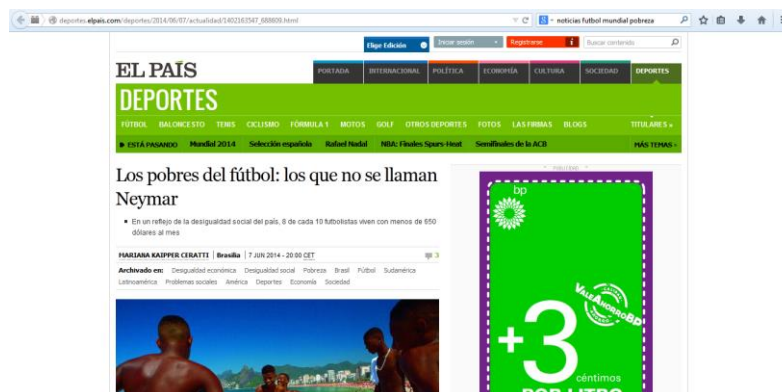 deportes.elpais.com/deportes/2014/06/07/actualidad/1402163547_688609.html noticias futbol mundial pobreza
Elige Edición Iniciar sesión Registrarse Buscar contenido
EL PAÍS
PORTADA INTERNACIONAL POLÍTICA ECONOMÍA CULTURA SOCIEDAD DEPORTES
DEPORTES
FÚTBOL BALONCESTO TENIS CICLISMO FÓRMULA 1 MOTOS GOLF OTROS DEPORTES FOTOS LAS FIRMAS BLOGS TITULARES »
ESTÁ PASANDO Mundial 2014 Selección española Rafael Nadal NBA: Finales Spurs-Heat Semifinales de la ACB MÁS TEMAS ›
Los pobres del fútbol: los que no se llaman
Neymar
En un reflejo de la desigualdad social del país, 8 de cada 10 futbolistas viven con menos de 650
dólares al mes
MARIANA KAIPPER CERATTI | Brasilia | 7 JUN 2014 - 20:00 CET 3
Archivado en: Desigualdad económica Desigualdad social Pobreza Brasil Fútbol Sudamérica
Latinoamérica Problemas sociales América Deportes Economía Sociedad
PUBLICIDAD
bp
VALEAHORROBP
+3
céntimos
POR LITRO